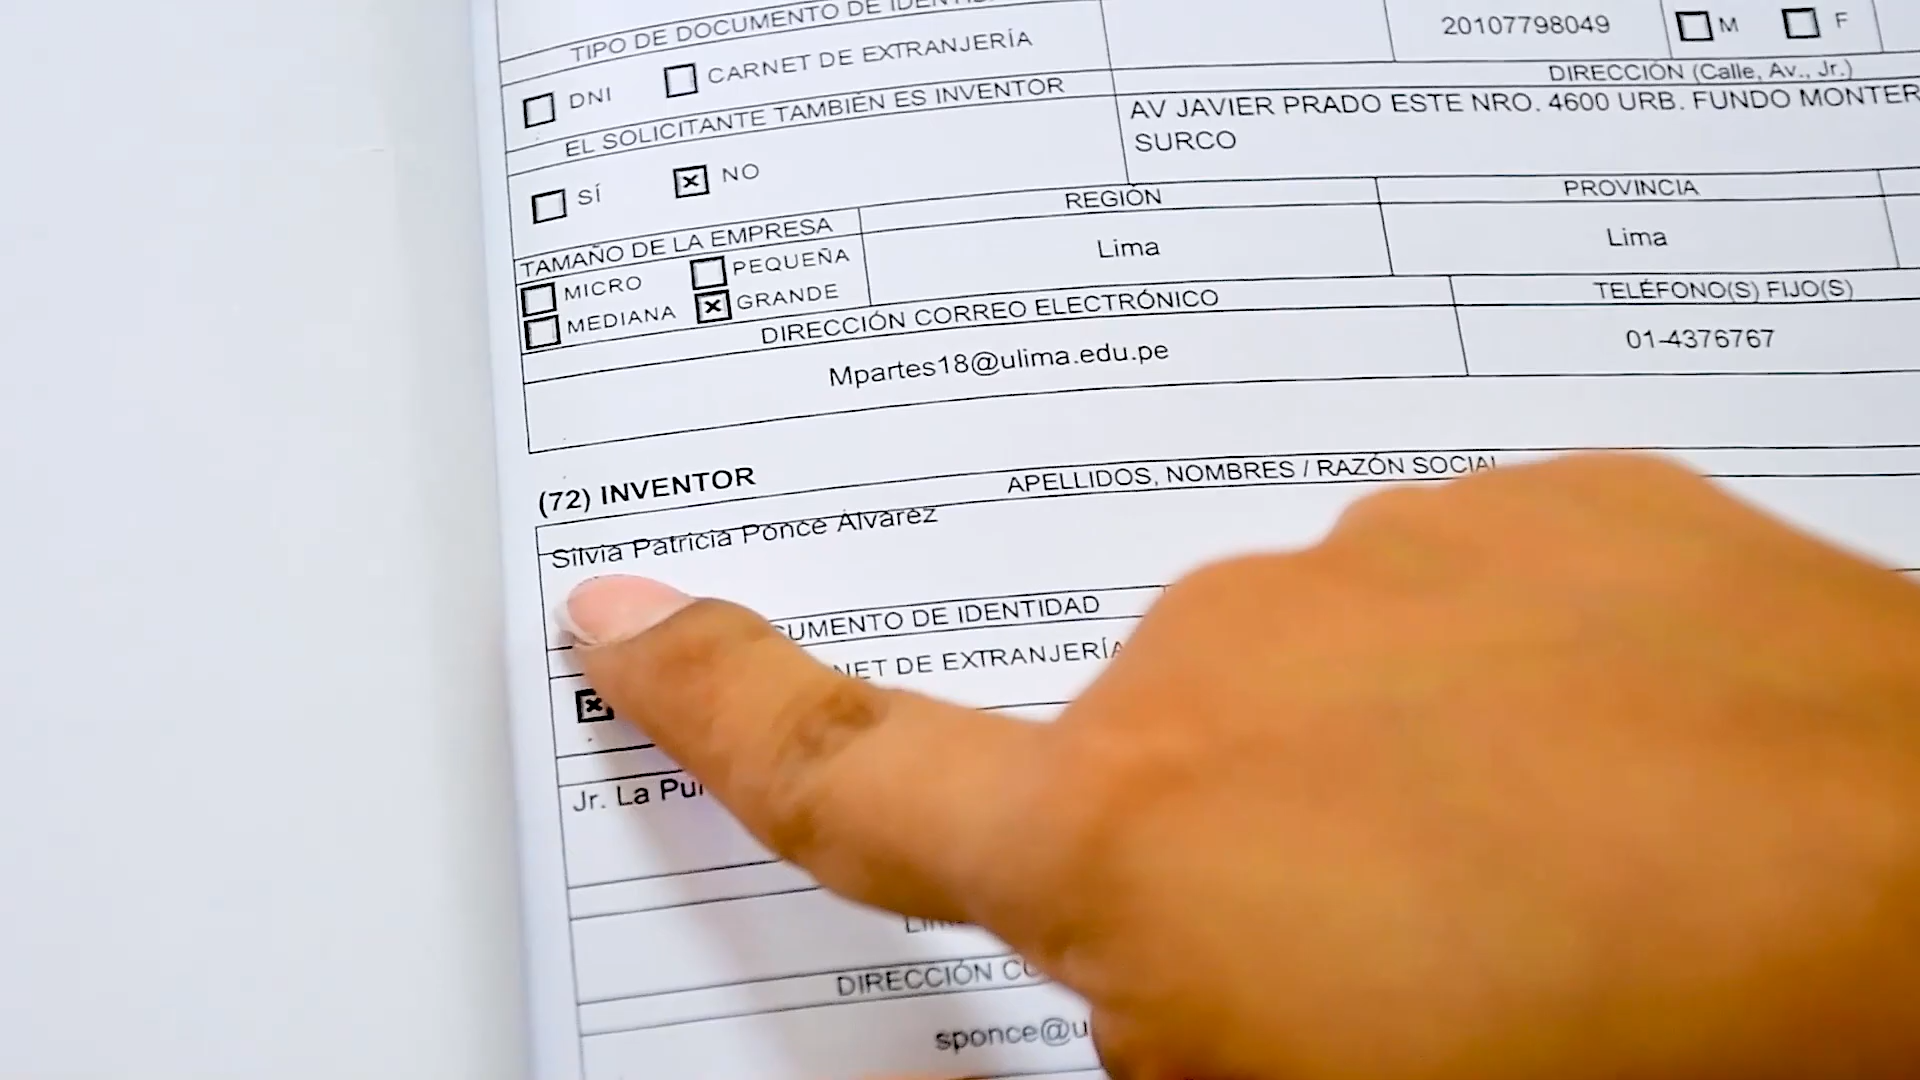 TIPO DE DOCUMENTO DE
20107798049
M
F
DNI
CARNET DE EXTRANJERÍA
DIRECCIÓN (Calle, Av., Jr.)
EL SOLICITANTE TAMBIÉN ES INVENTOR
AV JAVIER PRADO ESTE NRO. 4600 URB. FUNDO MONTER
SURCO
SÍ
NO
TAMAÑO DE LA EMPRESA
REGIÓN
PROVINCIA
MICRO
PEQUEÑA
Lima
Lima
MEDIANA
GRANDE
DIRECCIÓN CORREO ELECTRÓNICO
TELÉFONO(S) FIJO(S)
Mpartes18@ulima.edu.pe
01-4376767
(72) INVENTOR
APELLIDOS, NOMBRES / RAZÓN SOCIAL
Silvia Patricia Ponce Álvarez
CUMENTO DE IDENTIDAD
NET DE EXTRANJERÍA
Jr. La Pu
DIRECCIÓN CO
sponce@u